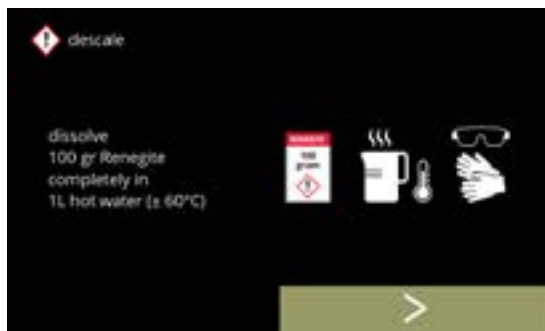 descale
dissolve
100 gr Renegite
completely in
1L hot water (± 60°C)
100
gram
>